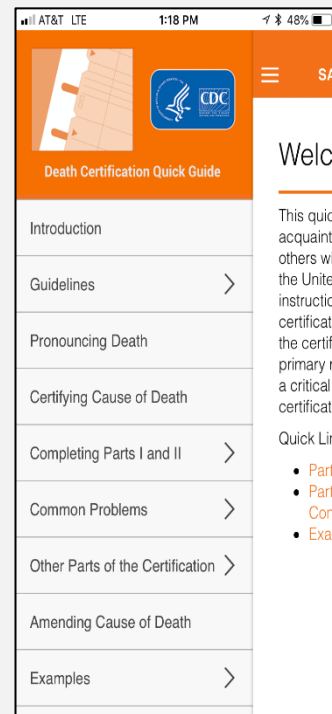 AT&T LTE 1:18 PM 48%
CDC
Death Certification Quick Guide
Introduction
Guidelines
Pronouncing Death
Certifying Cause of Death
Completing Parts I and II
Common Problems
Other Parts of the Certification
Amending Cause of Death
Examples
SA
Welc
This quic
acquaint
others wi
the Unite
instructio
certificat
the certif
primary r
a critical
certificat
Quick Lin
Part
Part
Con
Exa